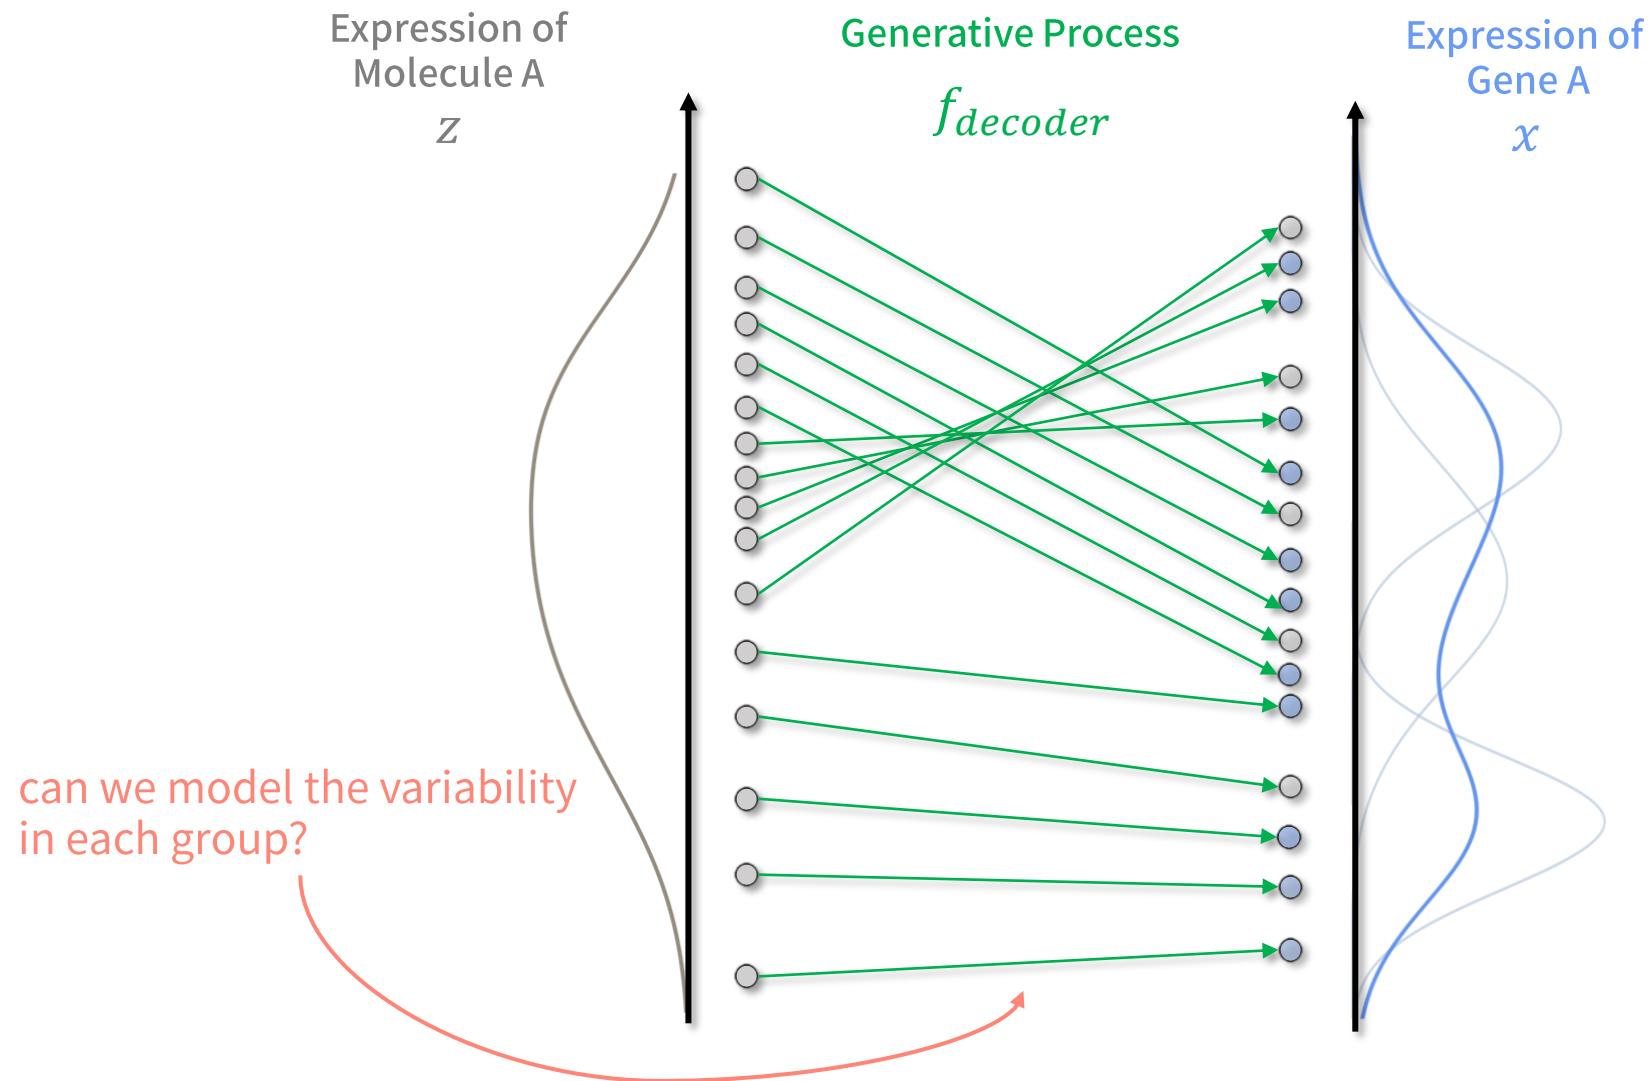 Expression of
Molecule A
z
Generative Process
f_decoder
Expression of
Gene A
x
can we model the variability
in each group?